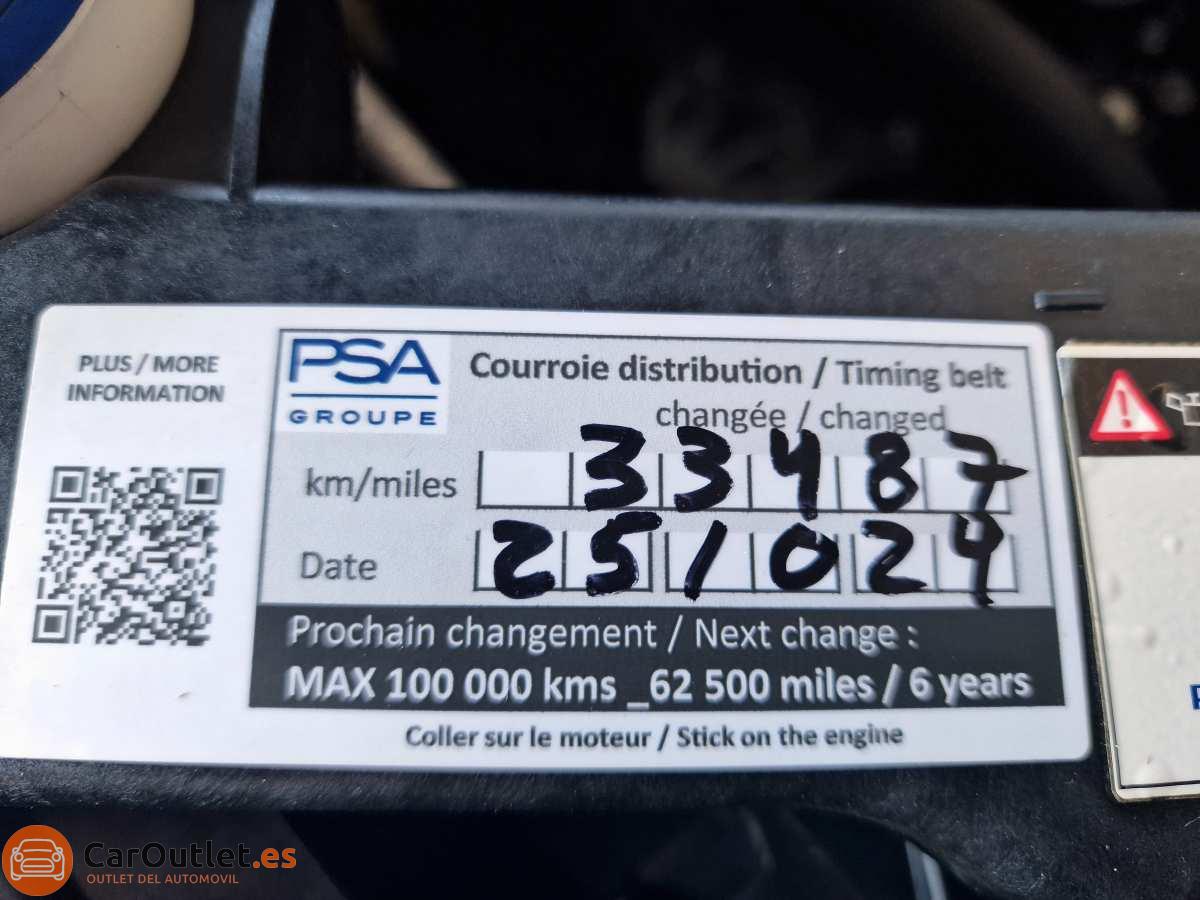 PLUS / MORE
INFORMATION
PSA
GROUPE
Courroie distribution / Timing belt
changée / changed
km/miles 33487
Date 25/024
Prochain changement / Next change :
MAX 100 000 kms _62 500 miles / 6 years
Coller sur le moteur / Stick on the engine
CarOutlet.es
OUTLET DEL AUTOMOVIL